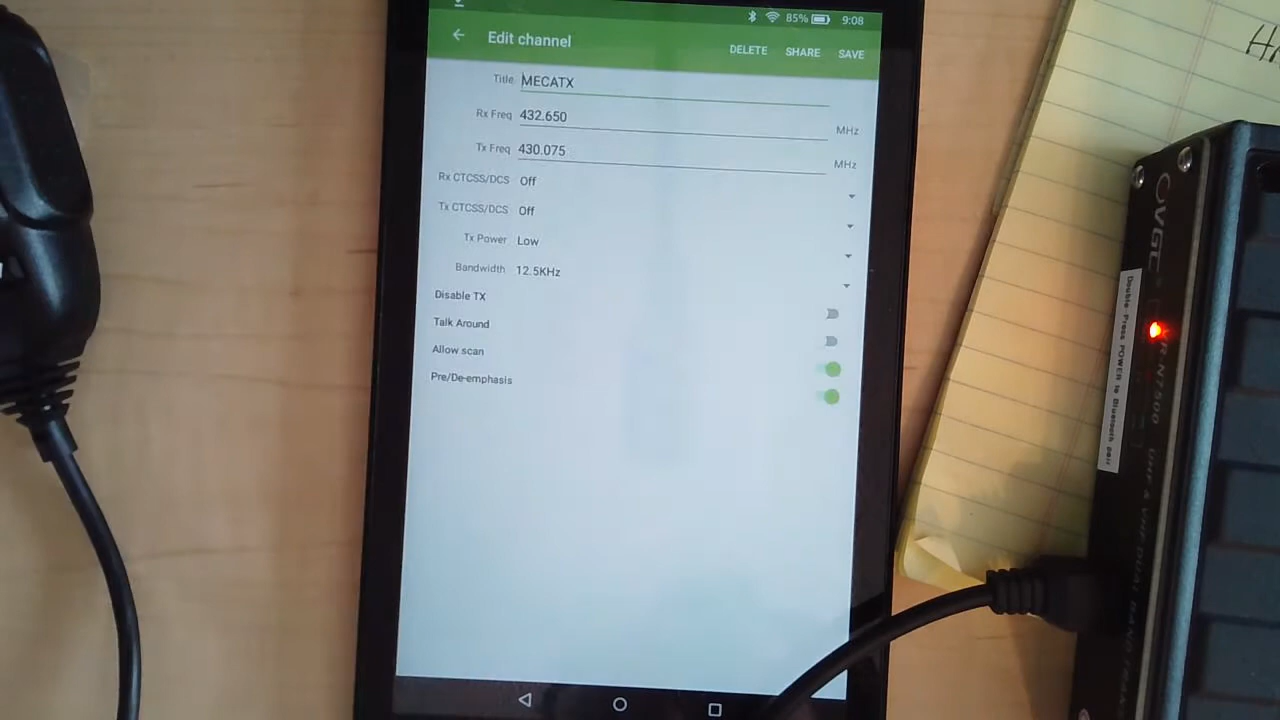 85% 9:08
Edit channel
DELETE SHARE SAVE
Title MECATX
Rx Freq 432.650 MHz
Tx Freq 430.075 MHz
Rx CTCSS/DCS Off
Tx CTCSS/DCS Off
Tx Power Low
Bandwidth 12.5KHz
Disable TX
Talk Around
Allow scan
Pre/De-emphasis
VGC
Double-Press POWER to Bluetooth pair